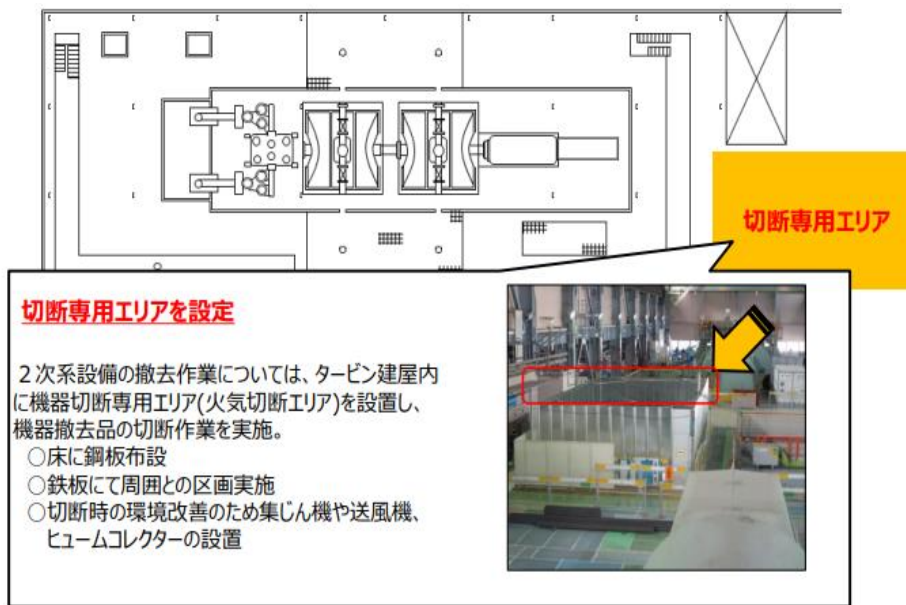 切断専用エリア
切断専用エリアを設定
２次系設備の撤去作業については、タービン建屋内
に機器切断専用エリア(火気切断エリア)を設置し、
機器撤去品の切断作業を実施。
○床に鋼板布設
○鉄板にて周囲との区画実施
○切断時の環境改善のため集じん機や送風機、
ヒュームコレクターの設置